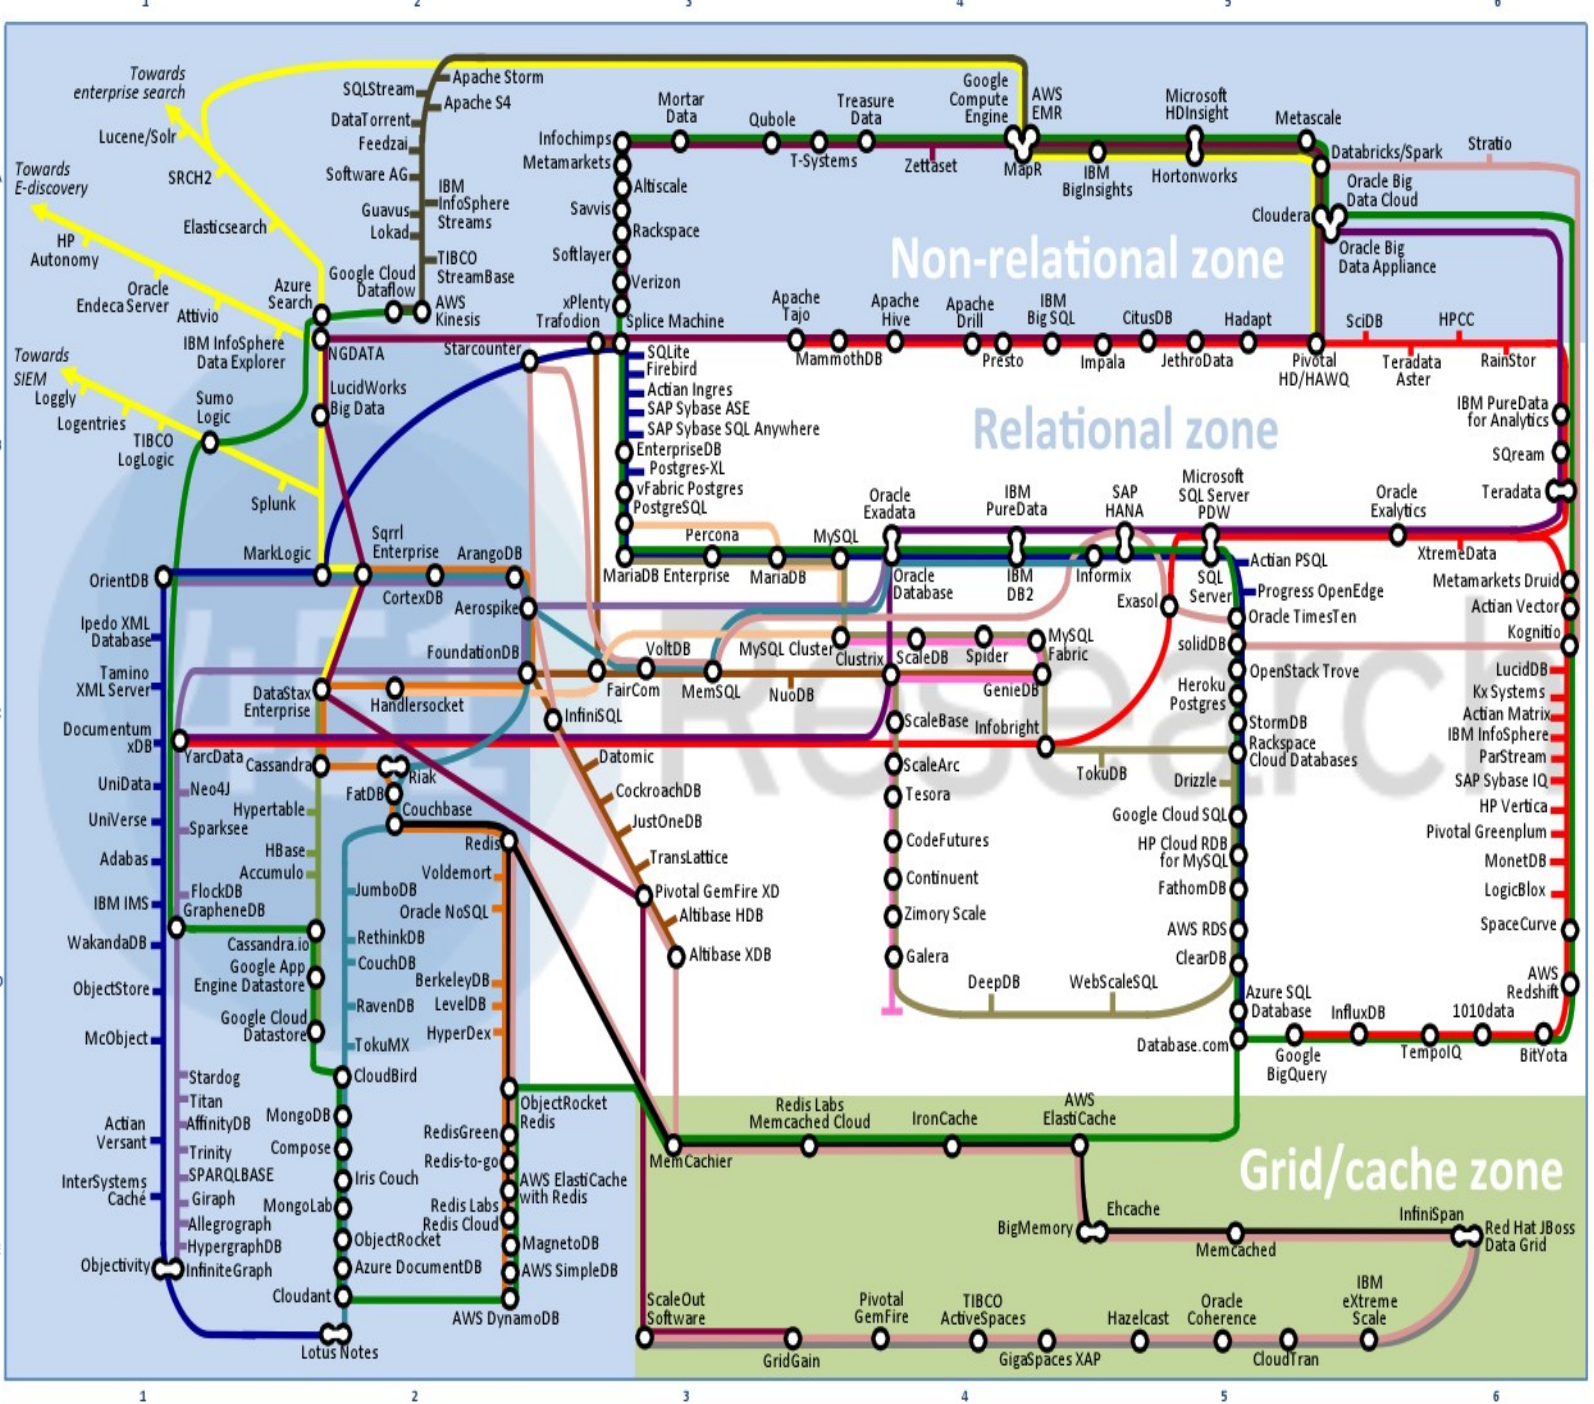 1 2 3 4 5 6
Towards
enterprise search
Lucene/Solr
SRCH2
Elasticsearch
Towards
E-discovery
HP
Autonomy
Oracle
Endeca Server
Attivio
IBM InfoSphere
Data Explorer
Azure
Search
Towards
SIEM
Loggly
Logentries
TIBCO
LogLogic
Sumo
Logic
Splunk
SQLStream
Apache Storm
Apache S4
DataTorrent
Feedzai
Software AG
IBM
InfoSphere
Streams
Guavus
Lokad
TIBCO
StreamBase
Google Cloud
Dataflow
AWS
Kinesis
NGDATA
LucidWorks
Big Data
Starcounter
Infochimps
Metamarkets
Altiscale
Savvis
Rackspace
Softlayer
Verizon
xPlenty
Trafodion
Splice Machine
Mortar
Data
Qubole
T-Systems
Treasure
Data
Zettaset
Google
Compute
Engine
AWS
EMR
MapR
IBM
BigInsights
Microsoft
HDInsight
Hortonworks
Metascale
Databricks/Spark
Stratio
Oracle Big
Data Cloud
Cloudera
Oracle Big
Data Appliance
Non-relational zone
Apache
Tajo
MammothDB
Apache
Hive
Apache
Drill
Presto
IBM
Big SQL
Impala
CitusDB
JethroData
Hadapt
Pivotal
HD/HAWQ
SciDB
Teradata
Aster
HPCC
RainStor
Relational zone
SQLite
Firebird
Actian Ingres
SAP Sybase ASE
SAP Sybase SQL Anywhere
EnterpriseDB
Postgres-XL
vFabric Postgres
PostgreSQL
IBM PureData
for Analytics
SQream
Teradata
MariaDB Enterprise
Percona
MariaDB
MySQL
Oracle
Exadata
Oracle
Database
IBM
PureData
IBM
DB2
SAP
HANA
Informix
Microsoft
SQL Server
PDW
SQL
Server
Oracle
Exalytics
XtremeData
Actian PSQL
Progress OpenEdge
Oracle TimesTen
Exasol
solidDB
OpenStack Trove
Heroku
Postgres
StormDB
Rackspace
Cloud Databases
Drizzle
Google Cloud SQL
HP Cloud RDB
for MySQL
FathomDB
AWS RDS
ClearDB
Azure SQL
Database
Database.com
Metamarkets Druid
Actian Vector
Kognitio
LucidDB
Kx Systems
Actian Matrix
IBM InfoSphere
ParStream
SAP Sybase IQ
HP Vertica
Pivotal Greenplum
MonetDB
LogicBlox
SpaceCurve
AWS
Redshift
Google
BigQuery
InfluxDB
TempoIQ
1010data
BitYota
451 Research
OrientDB
MarkLogic
Sqrrl
Enterprise
CortexDB
ArangoDB
Aerospike
FoundationDB
Ipedo XML
Database
Tamino
XML Server
Documentum
xDB
UniData
UniVerse
Adabas
IBM IMS
WakandaDB
ObjectStore
McObject
Actian
Versant
InterSystems
Caché
Objectivity
YarcData
Neo4J
Sparksee
FlockDB
GrapheneDB
Stardog
Titan
AffinityDB
Trinity
SPARQLBASE
Giraph
Allegrograph
HypergraphDB
InfiniteGraph
DataStax
Enterprise
Handlersocket
Cassandra
Hypertable
HBase
Accumulo
Cassandra.io
Google App
Engine Datastore
Google Cloud
Datastore
Riak
FatDB
Couchbase
Redis
JumboDB
RethinkDB
CouchDB
RavenDB
TokuMX
CloudBird
MongoDB
Compose
Iris Couch
MongoLab
ObjectRocket
Azure DocumentDB
Cloudant
Lotus Notes
Voldemort
Oracle NoSQL
BerkeleyDB
LevelDB
HyperDex
ObjectRocket
Redis
RedisGreen
Redis-to-go
AWS ElastiCache
with Redis
Redis Labs
Redis Cloud
MagnetoDB
AWS SimpleDB
AWS DynamoDB
InfiniSQL
FairCom
VoltDB
MemSQL
NuoDB
MySQL Cluster
Clustrix
ScaleDB
Spider
MySQL
Fabric
GenieDB
Infobright
TokuDB
Datomic
CockroachDB
JustOneDB
TransLattice
Pivotal GemFire XD
Altibase HDB
Altibase XDB
ScaleBase
ScaleArc
Tesora
CodeFutures
Continuent
Zimory Scale
Galera
DeepDB
WebScaleSQL
MemCachier
Redis Labs
Memcached Cloud
IronCache
AWS
ElastiCache
Grid/cache zone
BigMemory
Ehcache
Memcached
InfiniSpan
Red Hat JBoss
Data Grid
ScaleOut
Software
GridGain
Pivotal
GemFire
TIBCO
ActiveSpaces
GigaSpaces XAP
Hazelcast
Oracle
Coherence
CloudTran
IBM
eXtreme
Scale
1 2 3 4 5 6